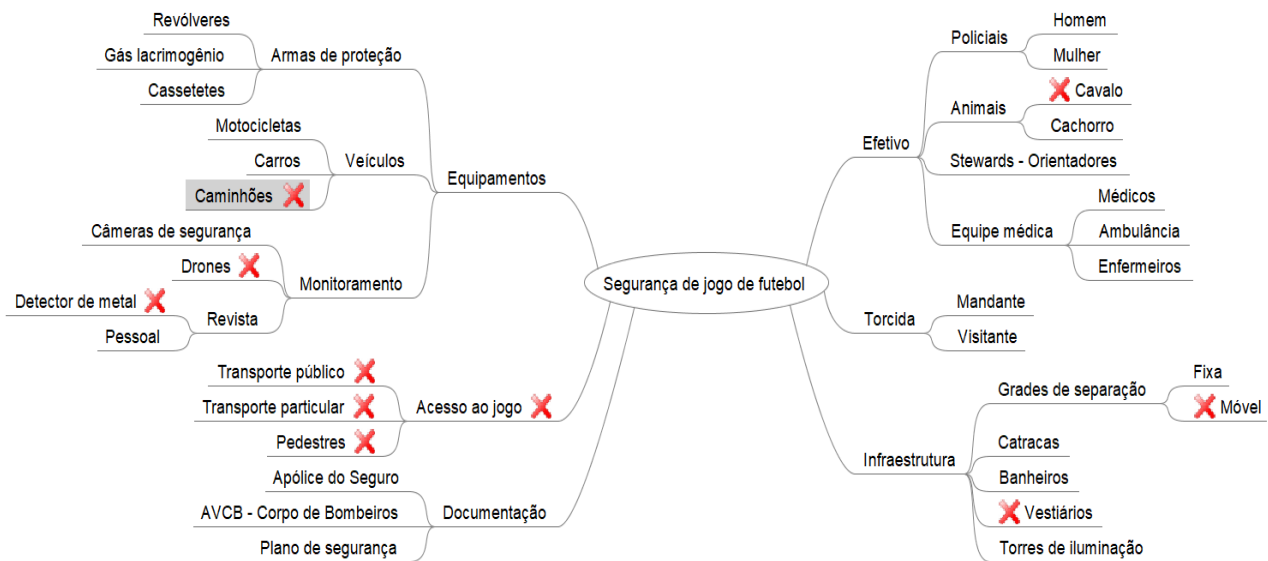 Segurança de jogo de futebol
Equipamentos
Armas de proteção
Revólveres
Gás lacrimogênio
Cassetetes
Veículos
Motocicletas
Carros
Caminhões
Monitoramento
Câmeras de segurança
Drones
Revista
Detector de metal
Pessoal
Acesso ao jogo
Transporte público
Transporte particular
Pedestres
Documentação
Apólice do Seguro
AVCB - Corpo de Bombeiros
Plano de segurança
Efetivo
Policiais
Homem
Mulher
Animais
Cavalo
Cachorro
Stewards - Orientadores
Equipe médica
Médicos
Ambulância
Enfermeiros
Torcida
Mandante
Visitante
Infraestrutura
Grades de separação
Fixa
Móvel
Catracas
Banheiros
Vestiários
Torres de iluminação